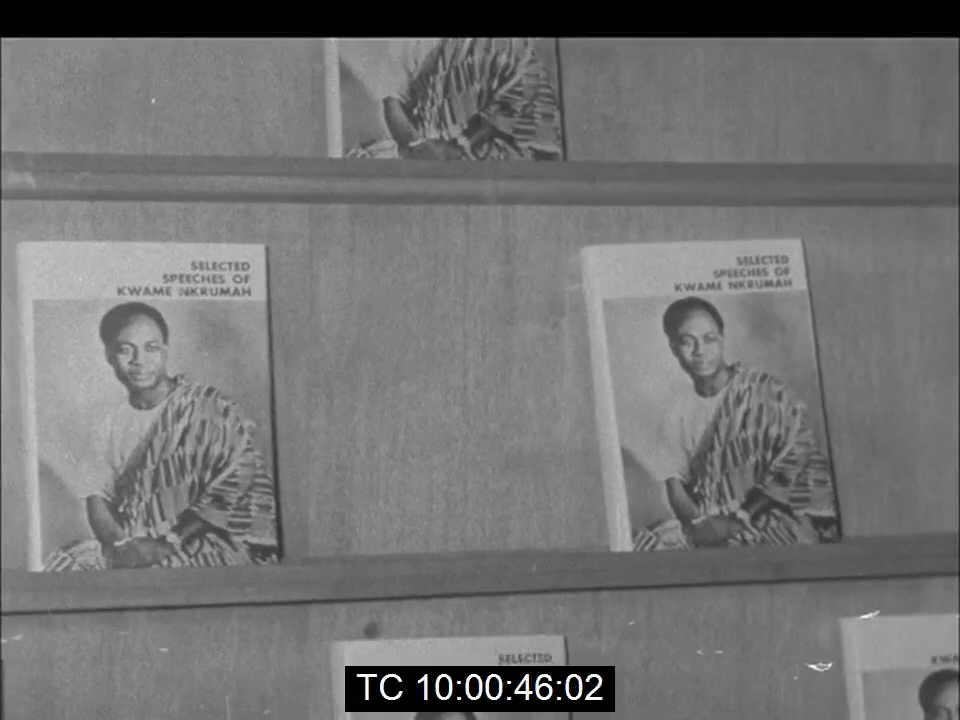 SELECTED
SPEECHES OF
KWAME NKRUMAH
SELECTED
SPEECHES OF
KWAME NKRUMAH
SELECTED
TC 10:00:46:02